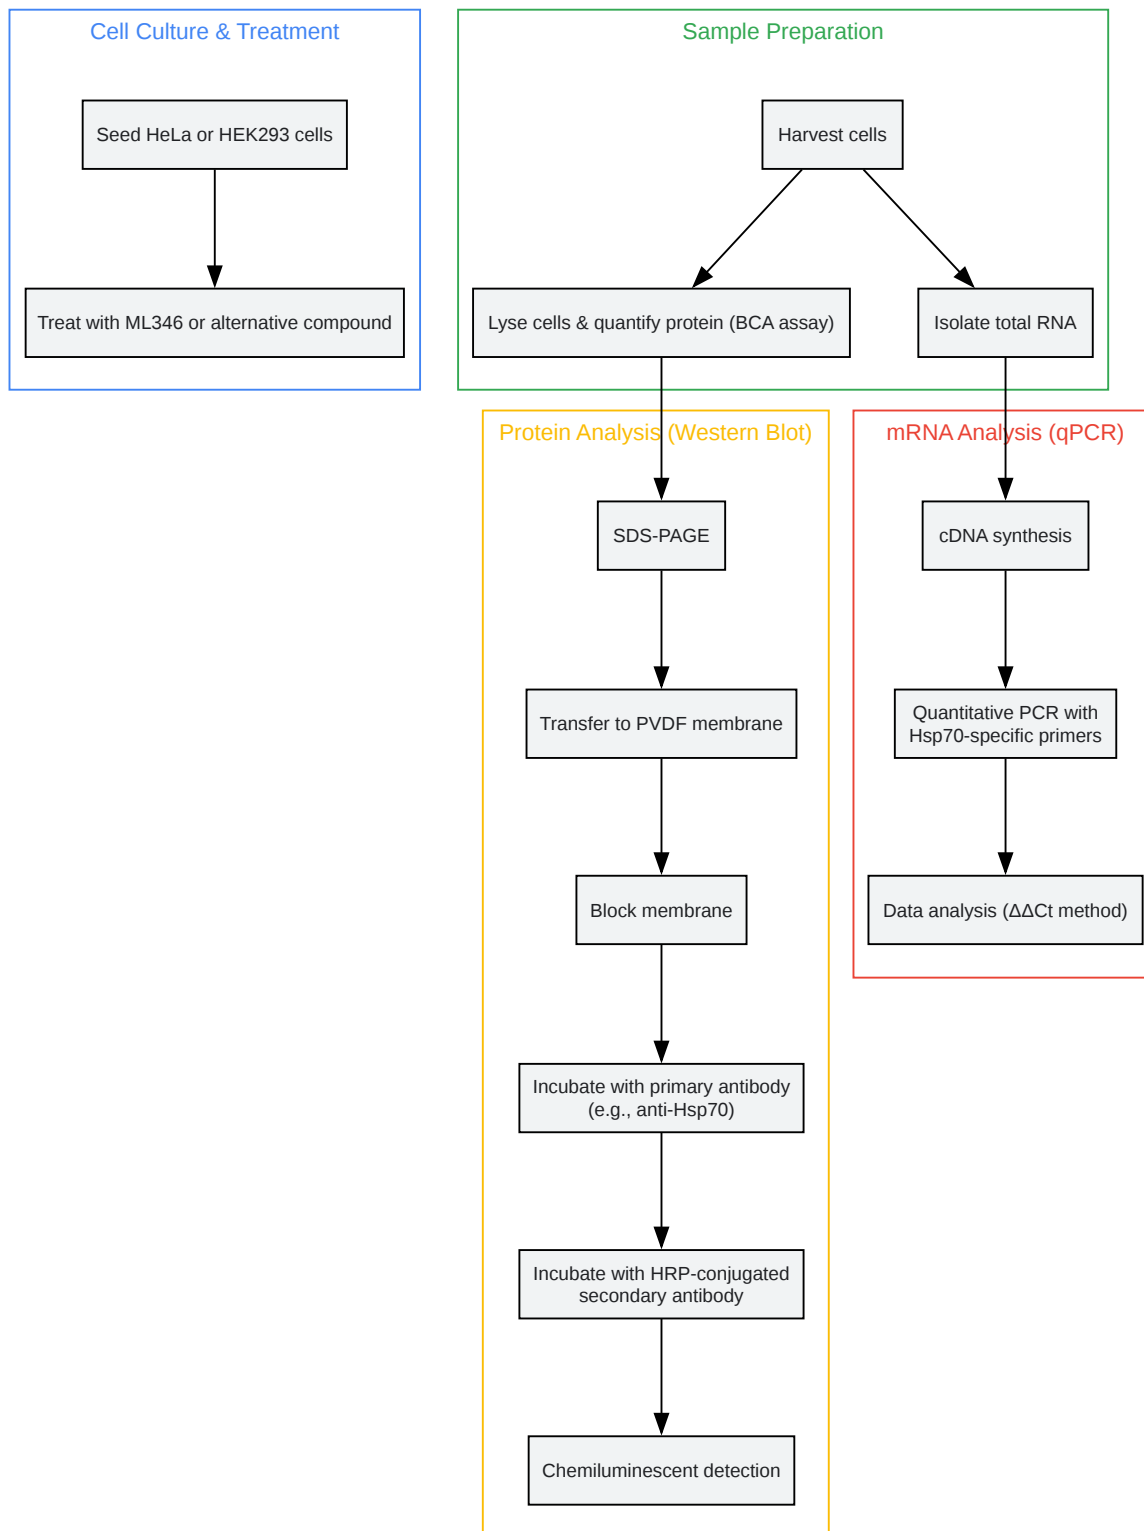 Cell Culture & Treatment
Seed HeLa or HEK293 cells
Treat with ML346 or alternative compound
Sample Preparation
Harvest cells
Lyse cells & quantify protein (BCA assay)
Isolate total RNA
Protein Analysis (Western Blot)
SDS-PAGE
Transfer to PVDF membrane
Block membrane
Incubate with primary antibody
(e.g., anti-Hsp70)
Incubate with HRP-conjugated
secondary antibody
Chemiluminescent detection
mRNA Analysis (qPCR)
cDNA synthesis
Quantitative PCR with
Hsp70-specific primers
Data analysis (ΔΔCt method)